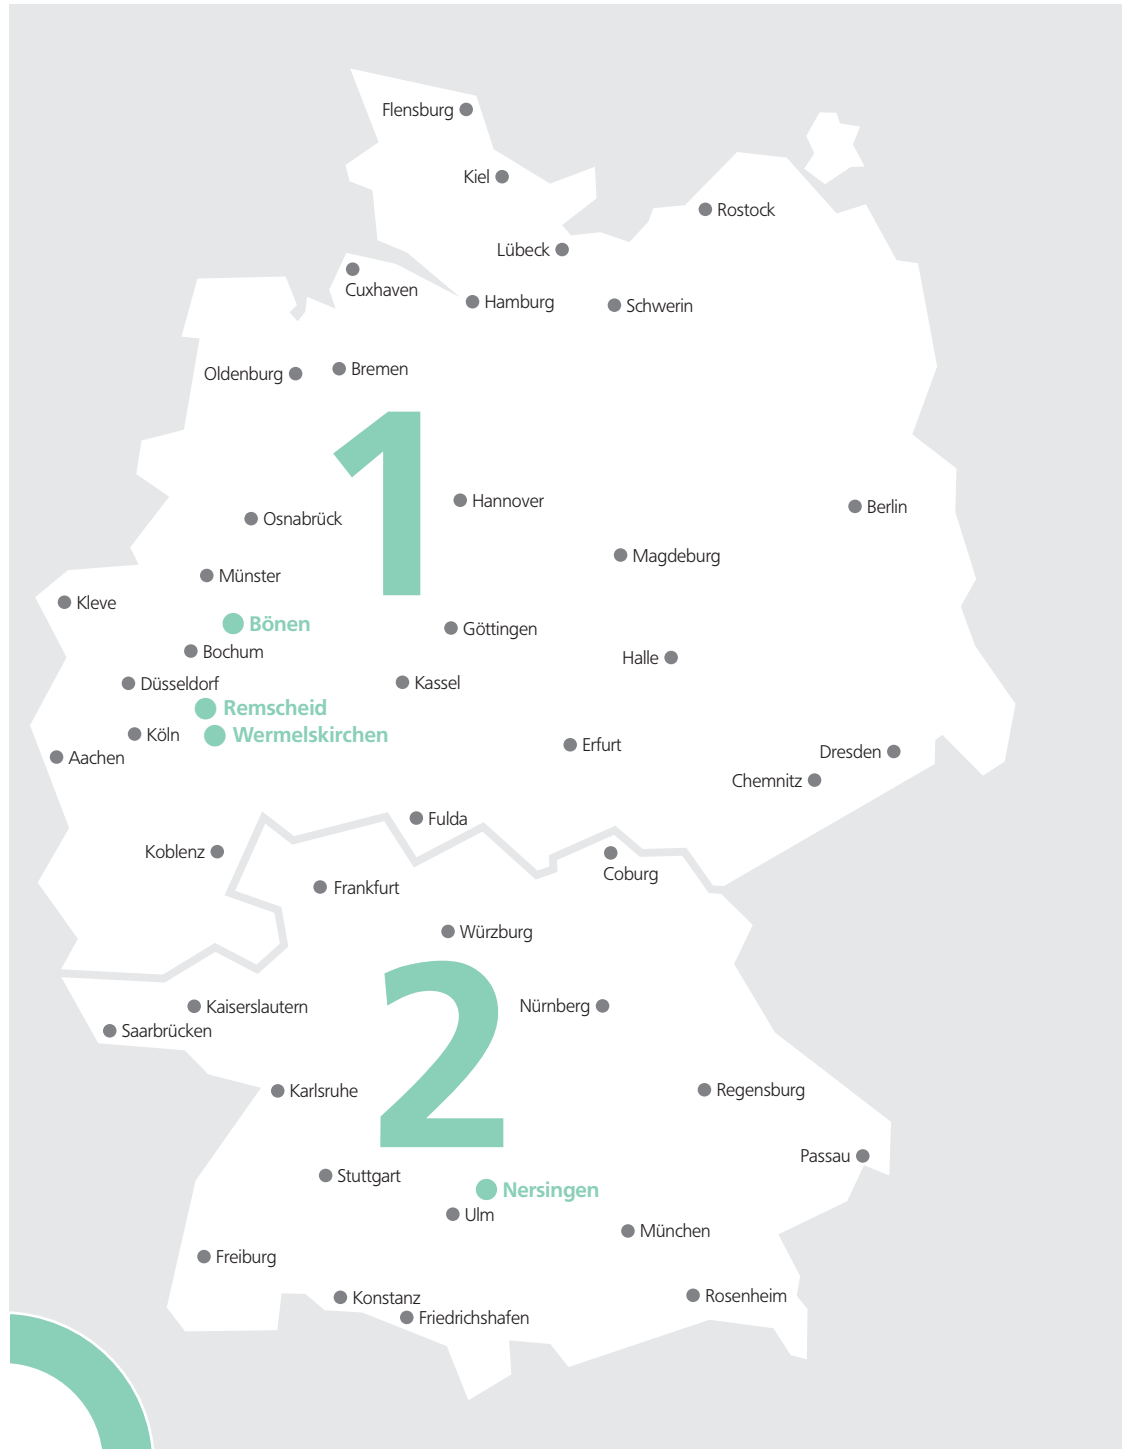 Flensburg
Kiel
Rostock
Lübeck
Cuxhaven
Hamburg
Schwerin
Oldenburg
Bremen
1
Hannover
Berlin
Osnabrück
Magdeburg
Münster
Kleve
Bönen
Göttingen
Bochum
Halle
Düsseldorf
Kassel
Remscheid
Köln
Wermelskirchen
Erfurt
Dresden
Aachen
Chemnitz
Fulda
Koblenz
Coburg
Frankfurt
Würzburg
2
Kaiserslautern
Nürnberg
Saarbrücken
Karlsruhe
Regensburg
Passau
Stuttgart
Nersingen
Ulm
München
Freiburg
Konstanz
Rosenheim
Friedrichshafen